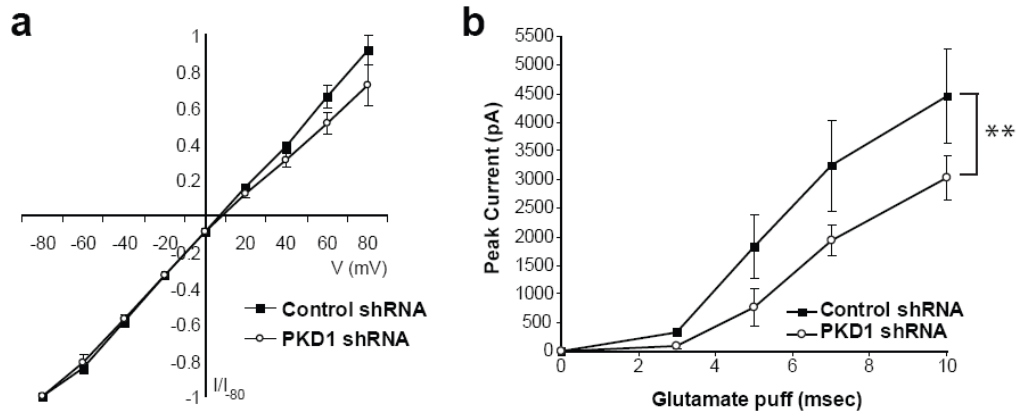 a
1
0.8
0.6
0.4
0.2
-80 -60 -40 -20 20 40 60 80
V (mV)
-0.2
-0.4
-0.6
-0.8
-1
I/I-80
Control shRNA
PKD1 shRNA
b
5500
5000
4500
4000
3500
3000
2500
2000
1500
1000
500
0
0 2 4 6 8 10
Peak Current (pA)
Glutamate puff (msec)
Control shRNA
PKD1 shRNA
**